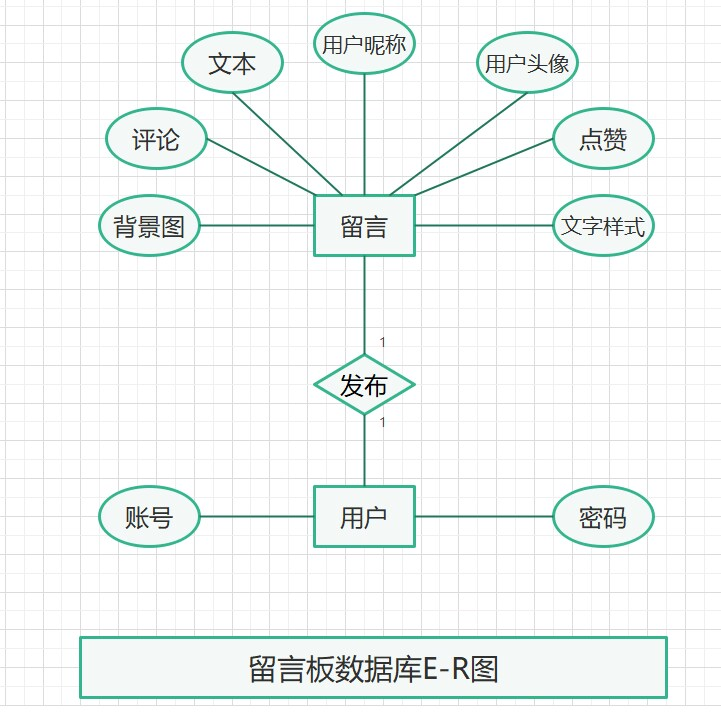 用户昵称
文本
用户头像
评论
点赞
背景图
留言
文字样式
1
发布
1
账号
用户
密码
留言板数据库E-R图